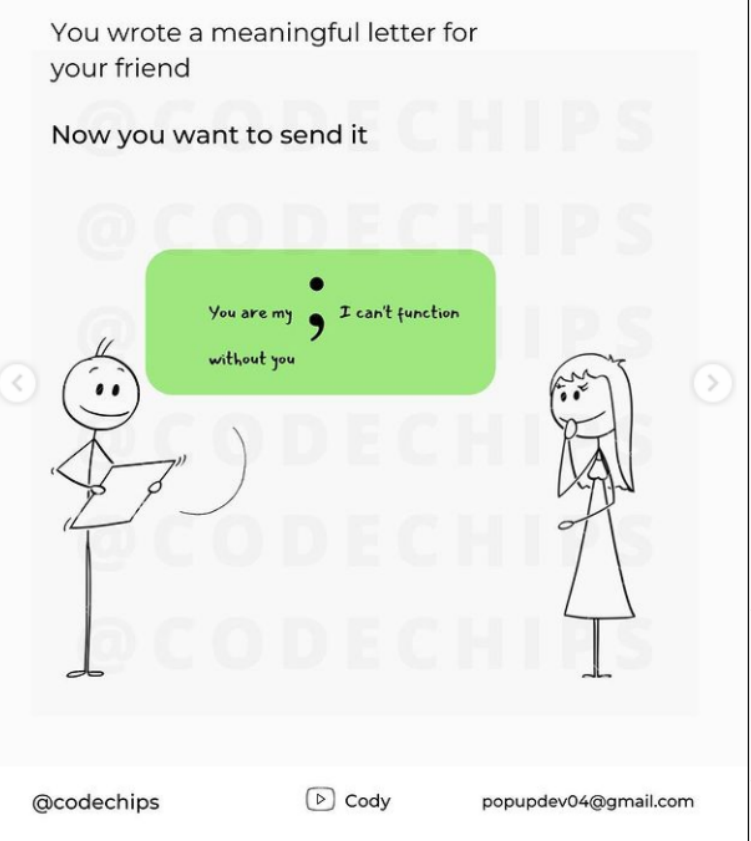 You wrote a meaningful letter for
your friend
Now you want to send it
@CODECHIPS
@CODECHIPS
You are my ; I can't function
without you
@CODECHIPS
@CODECHIPS
@CODECHIPS
@CODECHIPS
@codechips
Cody
popupdev04@gmail.com